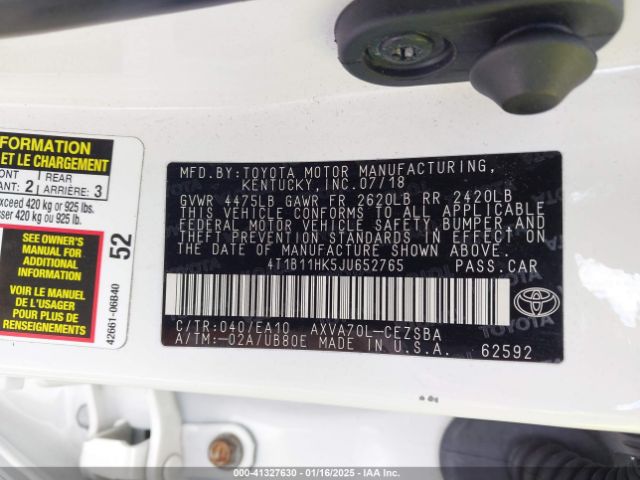 FORMATION
ET LE CHARGEMENT
ONT
1 REAR
ANT: 2
ARRIÈRE: 3
exceed 420 kg or 925 lbs.
sser 420 kg ou 925 lb.
SEE OWNER'S
MANUAL FOR
ADDITIONAL
INFORMATION
VOIR LE MANUEL
DE L'USAGER
POUR PLUS DE
RENSEIGNEMENTS
52
42661-06B40
MFD.BY:TOYOTA MOTOR MANUFACTURING,
KENTUCKY,INC.07/18
GVWR 4475LB GAWR FR 2620LB RR 2420LB
THIS VEHICLE CONFORMS TO ALL APPLICABLE
FEDERAL MOTOR VEHICLE SAFETY,BUMPER,AND
THEFT PREVENTION STANDARDS IN EFFECT ON
THE DATE OF MANUFACTURE SHOWN ABOVE.
4T1B11HK5JU652765 PASS.CAR
C/TR:040/EA10 AXVA70L-CEZSBA
A/TM:-02A/UB80E MADE IN U.S.A. 62592
TOYOTA
000-41327630 - 01/16/2025 - IAA Inc.